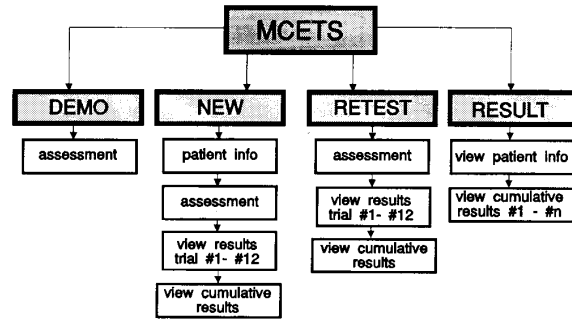 MCETS
DEMO
NEW
RETEST
RESULT
assessment
patient info
assessment
view results
trial #1- #12
view cumulative
results
assessment
view results
trial #1- #12
view cumulative
results
view patient info
view cumulative
results #1 - #n